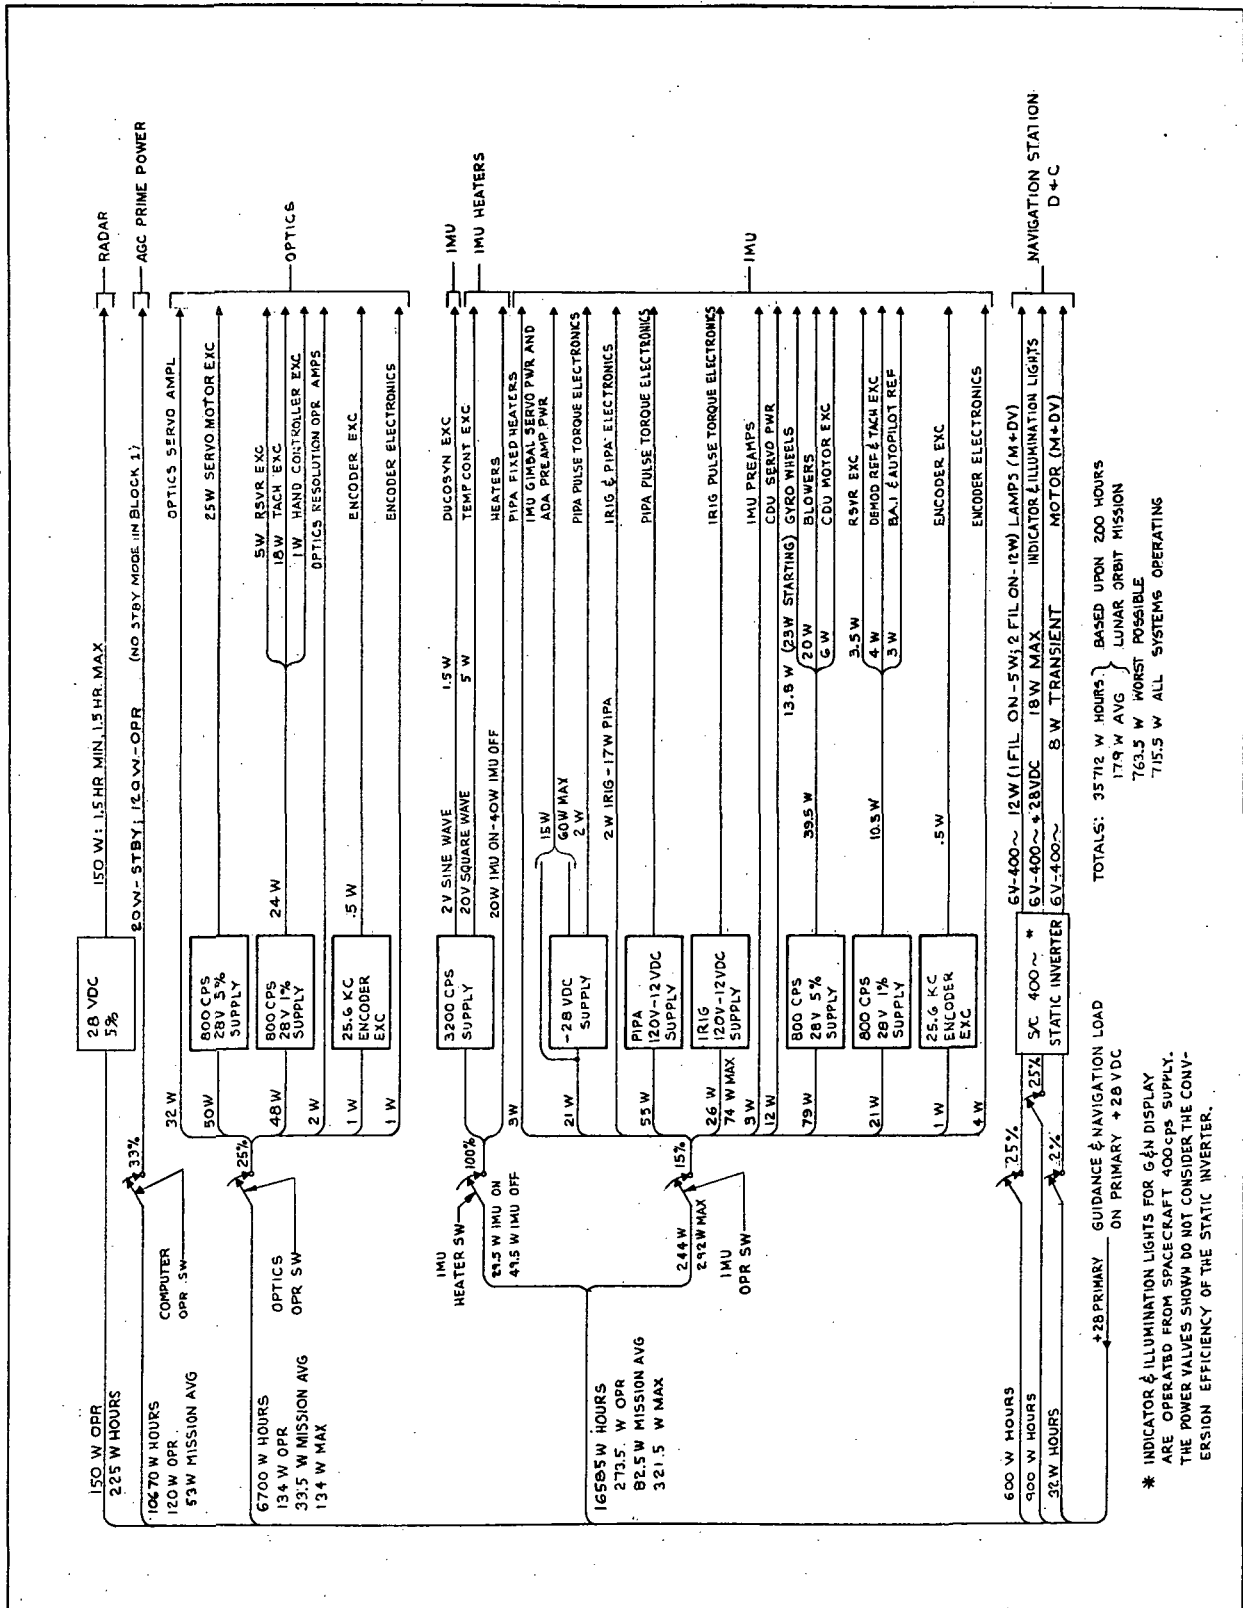 150 W OPR
225 W HOURS
28 VDC
5%
150 W: 1.5 HR MIN, 1.5 HR MAX
RADAR
10670 W HOURS
120 W OPR
53 W MISSION AVG
COMPUTER
OPR SW
33%
20W-STBY; 120W-OPR
(NO STBY MODE IN BLOCK 1)
AGC PRIME POWER
6700 W HOURS
134 W OPR
33.5 W MISSION AVG
134 W MAX
OPTICS
OPR SW
25%
32 W
OPTICS SERVO AMPL
50W
800 CPS
28V 5%
SUPPLY
25W SERVO MOTOR EXC
48W
800 CPS
28V 1%
SUPPLY
24 W
5W RSVR EXC
18W TACH EXC
1W HAND CONTROLLER EXC
2 W
OPTICS RESOLUTION OPR AMPS
1 W
25.6 KC
ENCODER
EXC
.5 W
ENCODER EXC
1 W
ENCODER ELECTRONICS
OPTICS
16585 W HOURS
273.5 W OPR
82.5 W MISSION AVG
321.5 W MAX
IMU
HEATER SW
29.5 W IMU ON
49.5 W IMU OFF
100%
3200 CPS
SUPPLY
2V SINE WAVE
1.5 W
DUCOSYN EXC
IMU
20V SQUARE WAVE
5 W
TEMP CONT EXC
20W IMU ON-40W IMU OFF
HEATERS
IMU HEATERS
244W
292W MAX
IMU
OPR SW
15%
3W
PIPA FIXED HEATERS
15W
60W MAX
IMU GIMBAL SERVO PWR AND
ADA PREAMP PWR
21 W
-28 VDC
SUPPLY
2 W
PIPA PULSE TORQUE ELECTRONICS
2 W IRIG-17W PIPA
IRIG & PIPA ELECTRONICS
55 W
PIPA
120V-12VDC
SUPPLY
PIPA PULSE TORQUE ELECTRONICS
26 W
74 W MAX
IRIG
120V-12VDC
SUPPLY
IRIG PULSE TORQUE ELECTRONICS
3 W
IMU PREAMPS
12 W
CDU SERVO PWR
79 W
800 CPS
28V 5%
SUPPLY
39.5 W
13.5 W (23W STARTING) GYRO WHEELS
20 W
BLOWERS
6 W
CDU MOTOR EXC
21 W
800 CPS
28V 1%
SUPPLY
10.5 W
3.5 W
RSVR EXC
4 W
DEMOD REF & TACH EXC
3 W
B.A.I & AUTOPILOT REF
1 W
25.6 KC
ENCODER
EXC
.5 W
ENCODER EXC
4 W
ENCODER ELECTRONICS
IMU
600 W HOURS
900 W HOURS
32W HOURS
25%
25%
2%
S/C 400~ *
STATIC INVERTER
6V-400~ 12W (1 FIL ON-5W; 2 FIL ON-12W) LAMPS (M+DV)
6V-400~ & 28VDC 18W MAX INDICATOR & ILLUMINATION LIGHTS
6V-400~ 8 W TRANSIENT MOTOR (M+DV)
NAVIGATION STATION
D+C
+28 PRIMARY
GUIDANCE & NAVIGATION LOAD
ON PRIMARY +28 VDC
TOTALS: 35712 W HOURS } BASED UPON 200 HOURS
179 W AVG } LUNAR ORBIT MISSION
763.5 W WORST POSSIBLE
715.5 W ALL SYSTEMS OPERATING
* INDICATOR & ILLUMINATION LIGHTS FOR G&N DISPLAY
ARE OPERATED FROM SPACECRAFT 400 cps SUPPLY.
THE POWER VALVES SHOWN DO NOT CONSIDER THE CONV-
ERSION EFFICIENCY OF THE STATIC INVERTER.